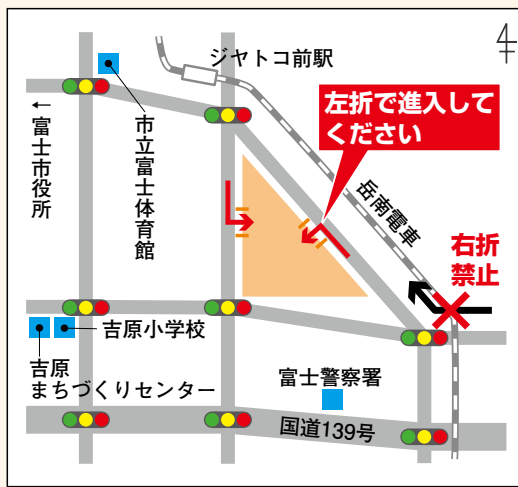 ジヤトコ前駅
左折で進入して
ください
← 富士市役所
市立富士体育館
岳南電車
右折
禁止
吉原小学校
吉原
まちづくりセンター
富士警察署
国道139号